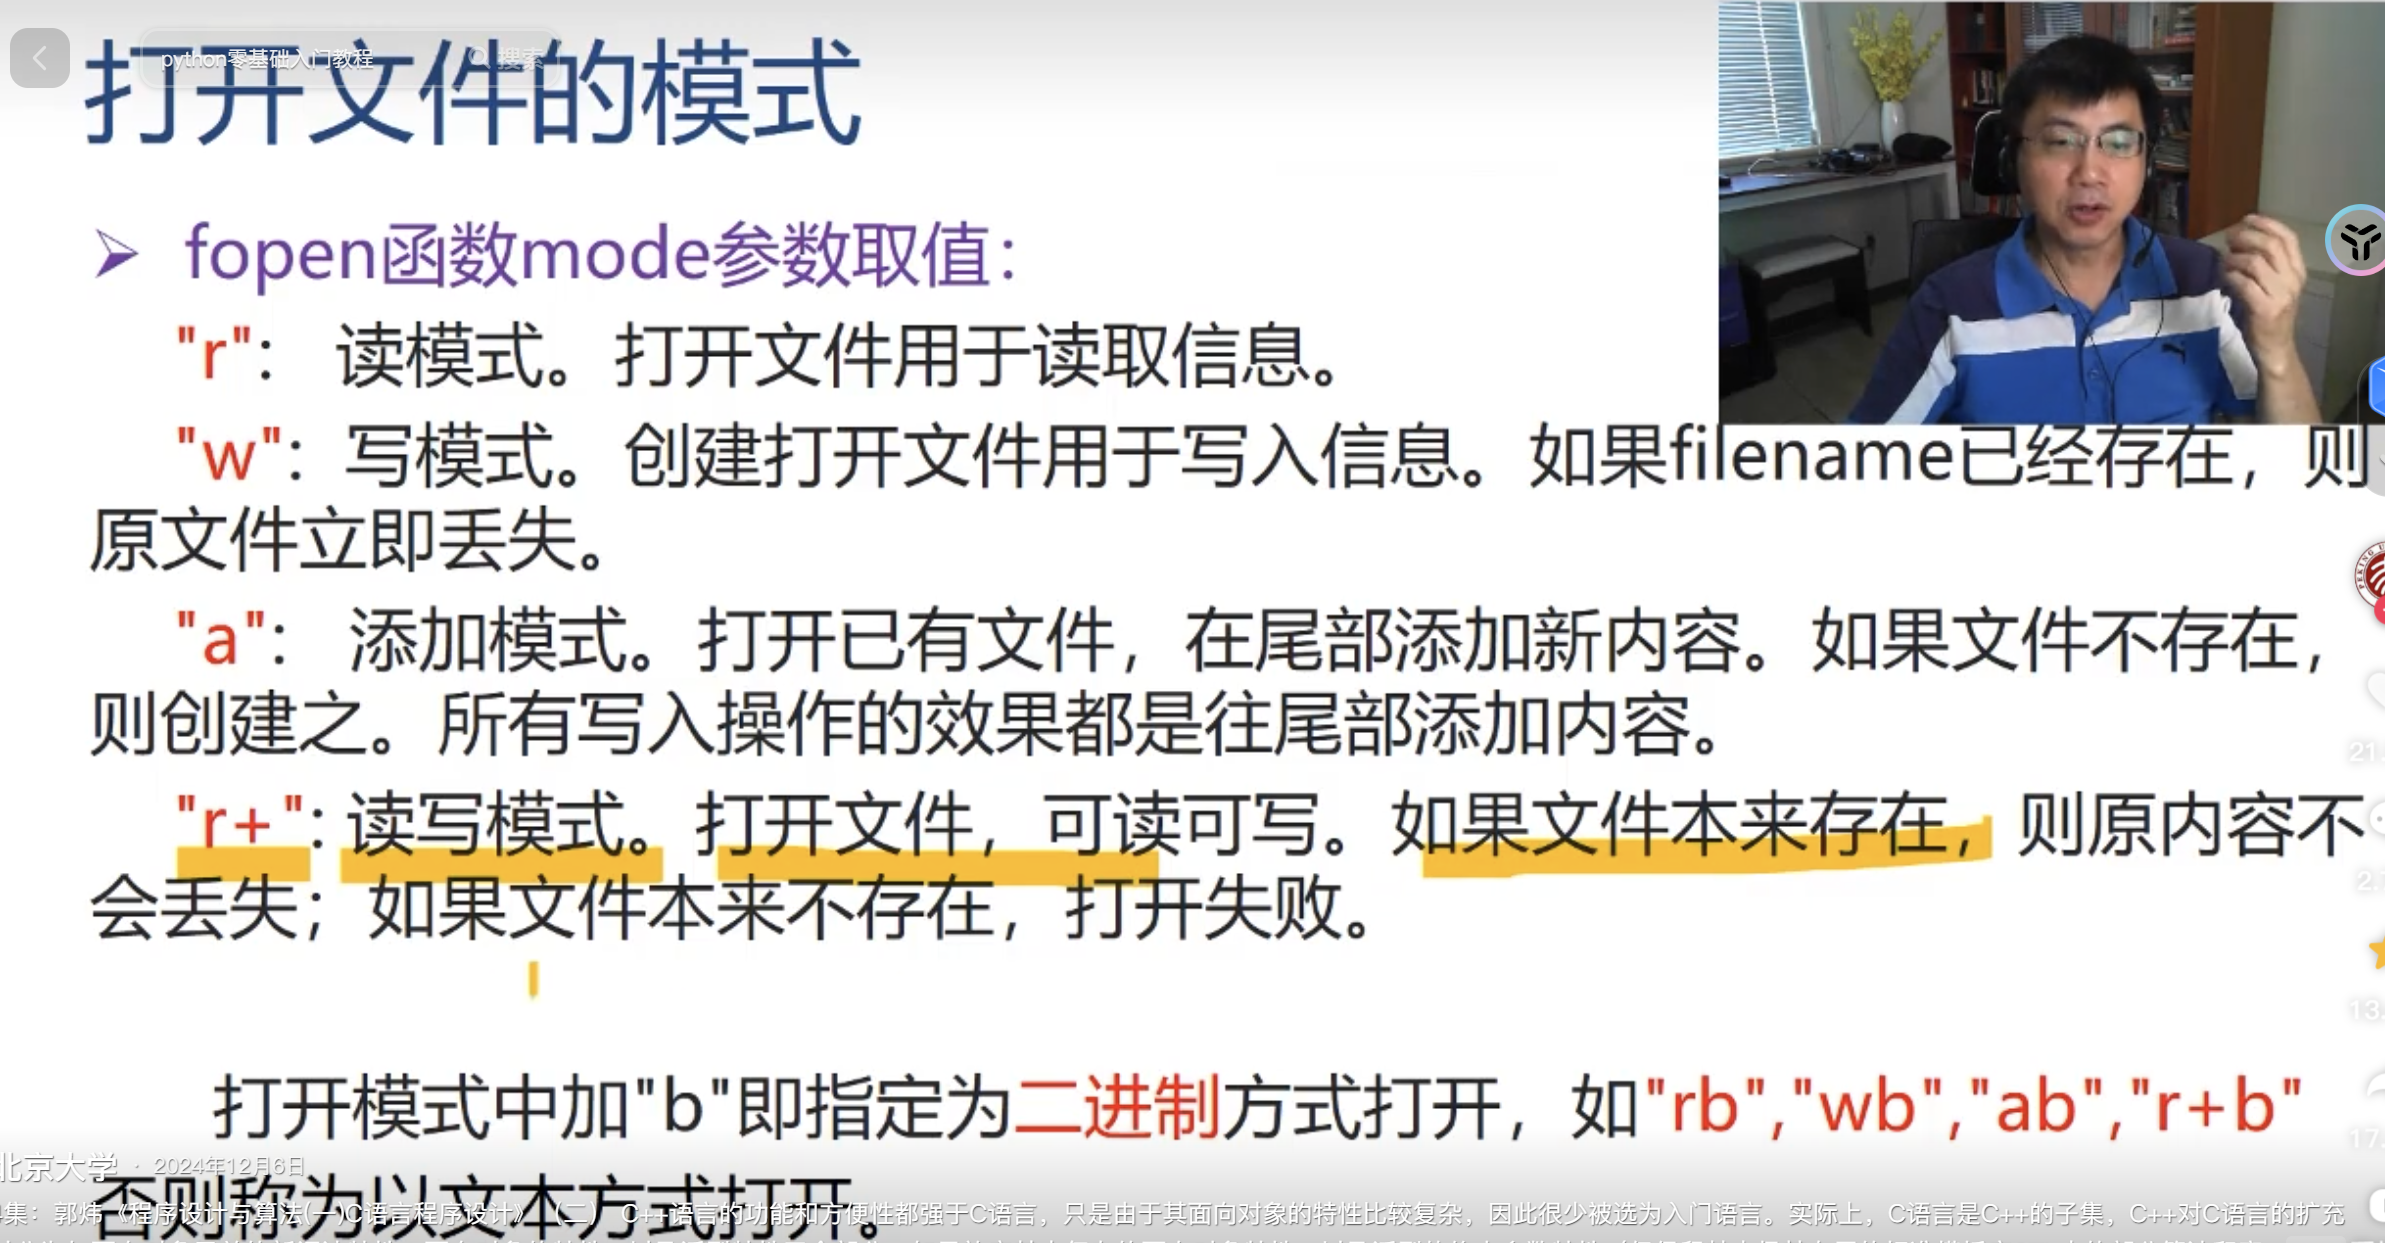 打开文件的模式
python零基础入门教程
搜索
fopen函数mode参数取值：
"r"： 读模式。打开文件用于读取信息。
"w"：写模式。创建打开文件用于写入信息。如果filename已经存在，则
原文件立即丢失。
"a"： 添加模式。打开已有文件，在尾部添加新内容。如果文件不存在，
则创建之。所有写入操作的效果都是往尾部添加内容。
"r+"：读写模式。打开文件，可读可写。如果文件本来存在，则原内容不
会丢失；如果文件本来不存在，打开失败。
打开模式中加"b"即指定为二进制方式打开，如"rb","wb","ab","r+b"
北京大学 · 2024年12月6日
否则称为以文本方式打开。
集：郭炜《程序设计与算法(一)C语言程序设计》（二） C++语言的功能和方便性都强于C语言，只是由于其面向对象的特性比较复杂，因此很少被选为入门语言。实际上，C语言是C++的子集，C++对C语言的扩充